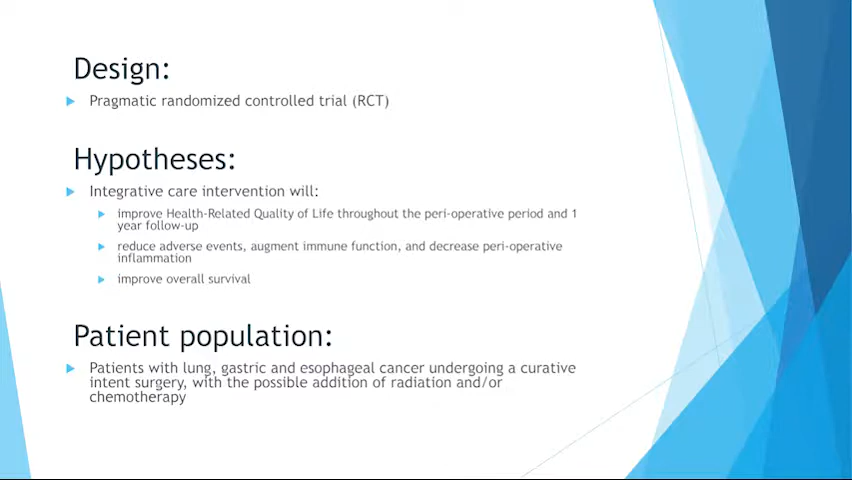 Design:
Pragmatic randomized controlled trial (RCT)
Hypotheses:
Integrative care intervention will:
improve Health-Related Quality of Life throughout the peri-operative period and 1
year follow-up
reduce adverse events, augment immune function, and decrease peri-operative
inflammation
improve overall survival
Patient population:
Patients with lung, gastric and esophageal cancer undergoing a curative
intent surgery, with the possible addition of radiation and/or
chemotherapy